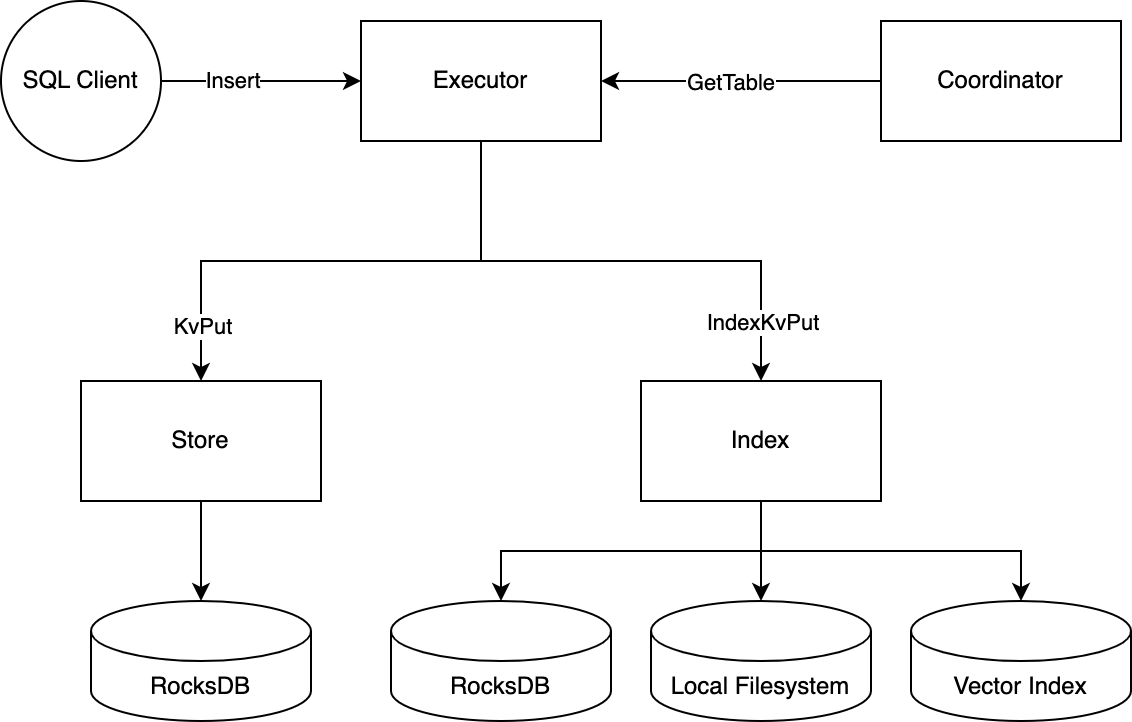 SQL Client
Insert
Executor
GetTable
Coordinator
KvPut
IndexKvPut
Store
Index
RocksDB
RocksDB
Local Filesystem
Vector Index